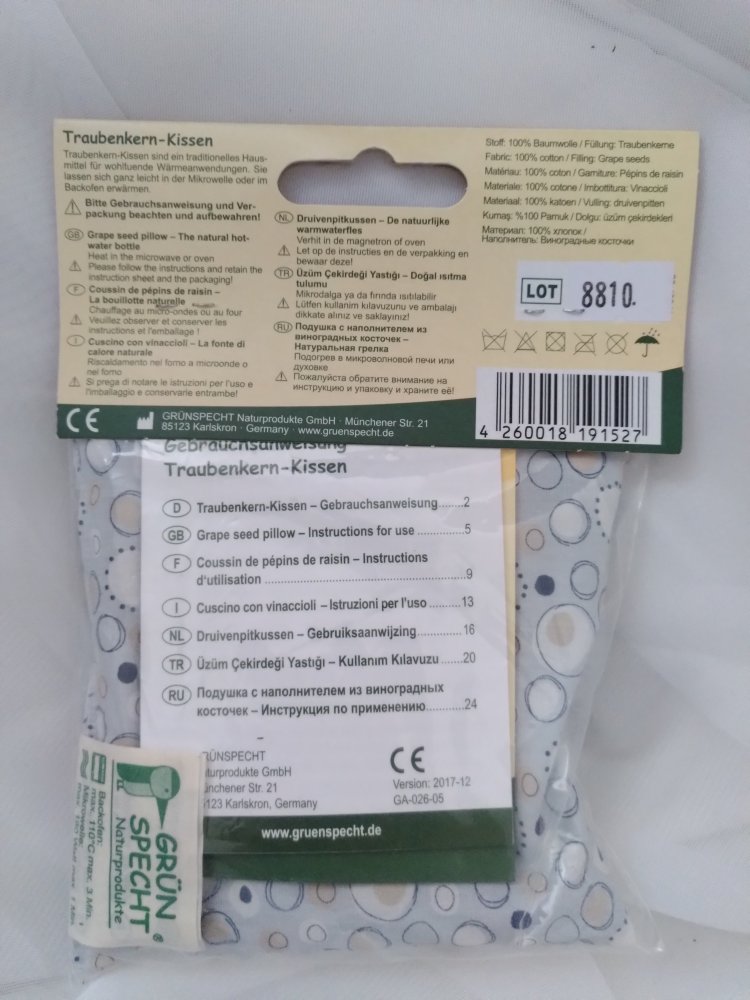 Traubenkern-Kissen
Traubenkern-Kissen sind ein traditionelles Haus-
mittel für wohltuende Wärmeanwendungen. Sie
lassen sich ganz leicht in der Mikrowelle oder im
Backofen erwärmen.
Bitte Gebrauchsanweisung und Ver-
packung beachten und aufbewahren!
GB Grape seed pillow – The natural hot-
water bottle
Heat in the microwave or oven
Please follow the instructions and retain the
instruction sheet and the packaging!
F Coussin de pépins de raisin –
La bouillotte naturelle
Chauffage au micro-ondes ou au four
Veuillez observer et conserver les
instructions et l'emballage !
I Cuscino con vinaccioli – La fonte di
calore naturale
Riscaldamento nel forno a microonde o
nel forno
Si prega di notare le istruzioni per l'uso e
l'imballaggio e conservarle entrambe!
NL Druivenpitkussen – De natuurlijke
warmwaterfles
Verhit in de magnetron of oven
Let op de instructies en de verpakking en
bewaar deze!
TR Üzüm Çekirdeği Yastığı – Doğal ısıtma
tulumu
Mikrodalga ya da fırında ısıtılabilir
Lütfen kullanım kılavuzunu ve ambalajı
dikkate alınız ve saklayınız!
RU Подушка с наполнителем из
виноградных косточек –
Натуральная грелка
Подогрев в микроволновой печи или
духовке
Пожалуйста обратите внимание на
инструкцию и упаковку и храните её!
Stoff: 100% Baumwolle / Füllung: Traubenkerne
Fabric: 100% cotton / Filling: Grape seeds
Matériau: 100% coton / Garniture: Pépins de raisin
Materiale: 100% cotone / Imbottitura: Vinaccioli
Materiaal: 100% katoen / Vulling: druivenpitten
Kumaş: %100 Pamuk / Dolgu: üzüm çekirdekleri
Материал: 100% хлопок /
Наполнитель: Виноградные косточки
LOT 8810.
4 260018 191527
CE GRÜNSPECHT Naturprodukte GmbH · Münchener Str. 21
85123 Karlskron · Germany · www.gruenspecht.de
Gebrauchsanweisung
Traubenkern-Kissen
D Traubenkern-Kissen – Gebrauchsanweisung........2
GB Grape seed pillow – Instructions for use............5
F Coussin de pépins de raisin – Instructions
d'utilisation................................................9
I Cuscino con vinaccioli – Istruzioni per l'uso..........13
NL Druivenpitkussen – Gebruiksaanwijzing..............16
TR Üzüm Çekirdeği Yastığı – Kullanım Kılavuzu......20
RU Подушка с наполнителем из виноградных
косточек – Инструкция по применению............24
RÜNSPECHT
turprodukte GmbH
nchener Str. 21
5123 Karlskron, Germany
CE
Version: 2017-12
GA-026-05
www.gruenspecht.de
GRÜN
SPECHT®
Naturprodukte
Backofen:
max. 110°C max. 3 Min.
Mikrowelle: